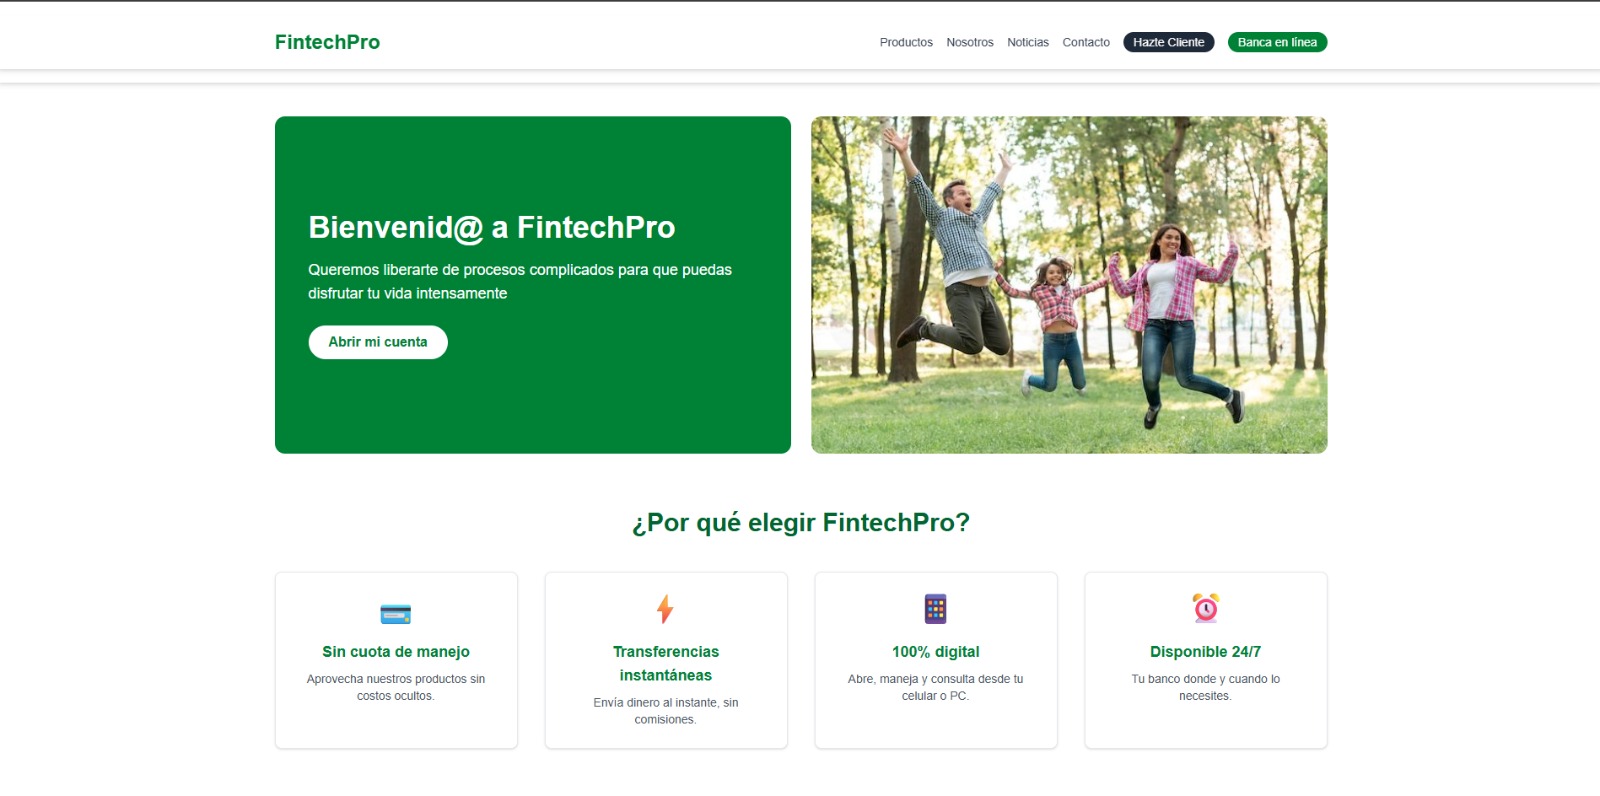 FintechPro
Productos Nosotros Noticias Contacto Hazte Cliente Banca en línea
Bienvenid@ a FintechPro
Queremos liberarte de procesos complicados para que puedas
disfrutar tu vida intensamente
Abrir mi cuenta
¿Por qué elegir FintechPro?
Sin cuota de manejo
Aprovecha nuestros productos sin
costos ocultos.
Transferencias
instantáneas
Envía dinero al instante, sin
comisiones.
100% digital
Abre, maneja y consulta desde tu
celular o PC.
Disponible 24/7
Tu banco donde y cuando lo
necesites.